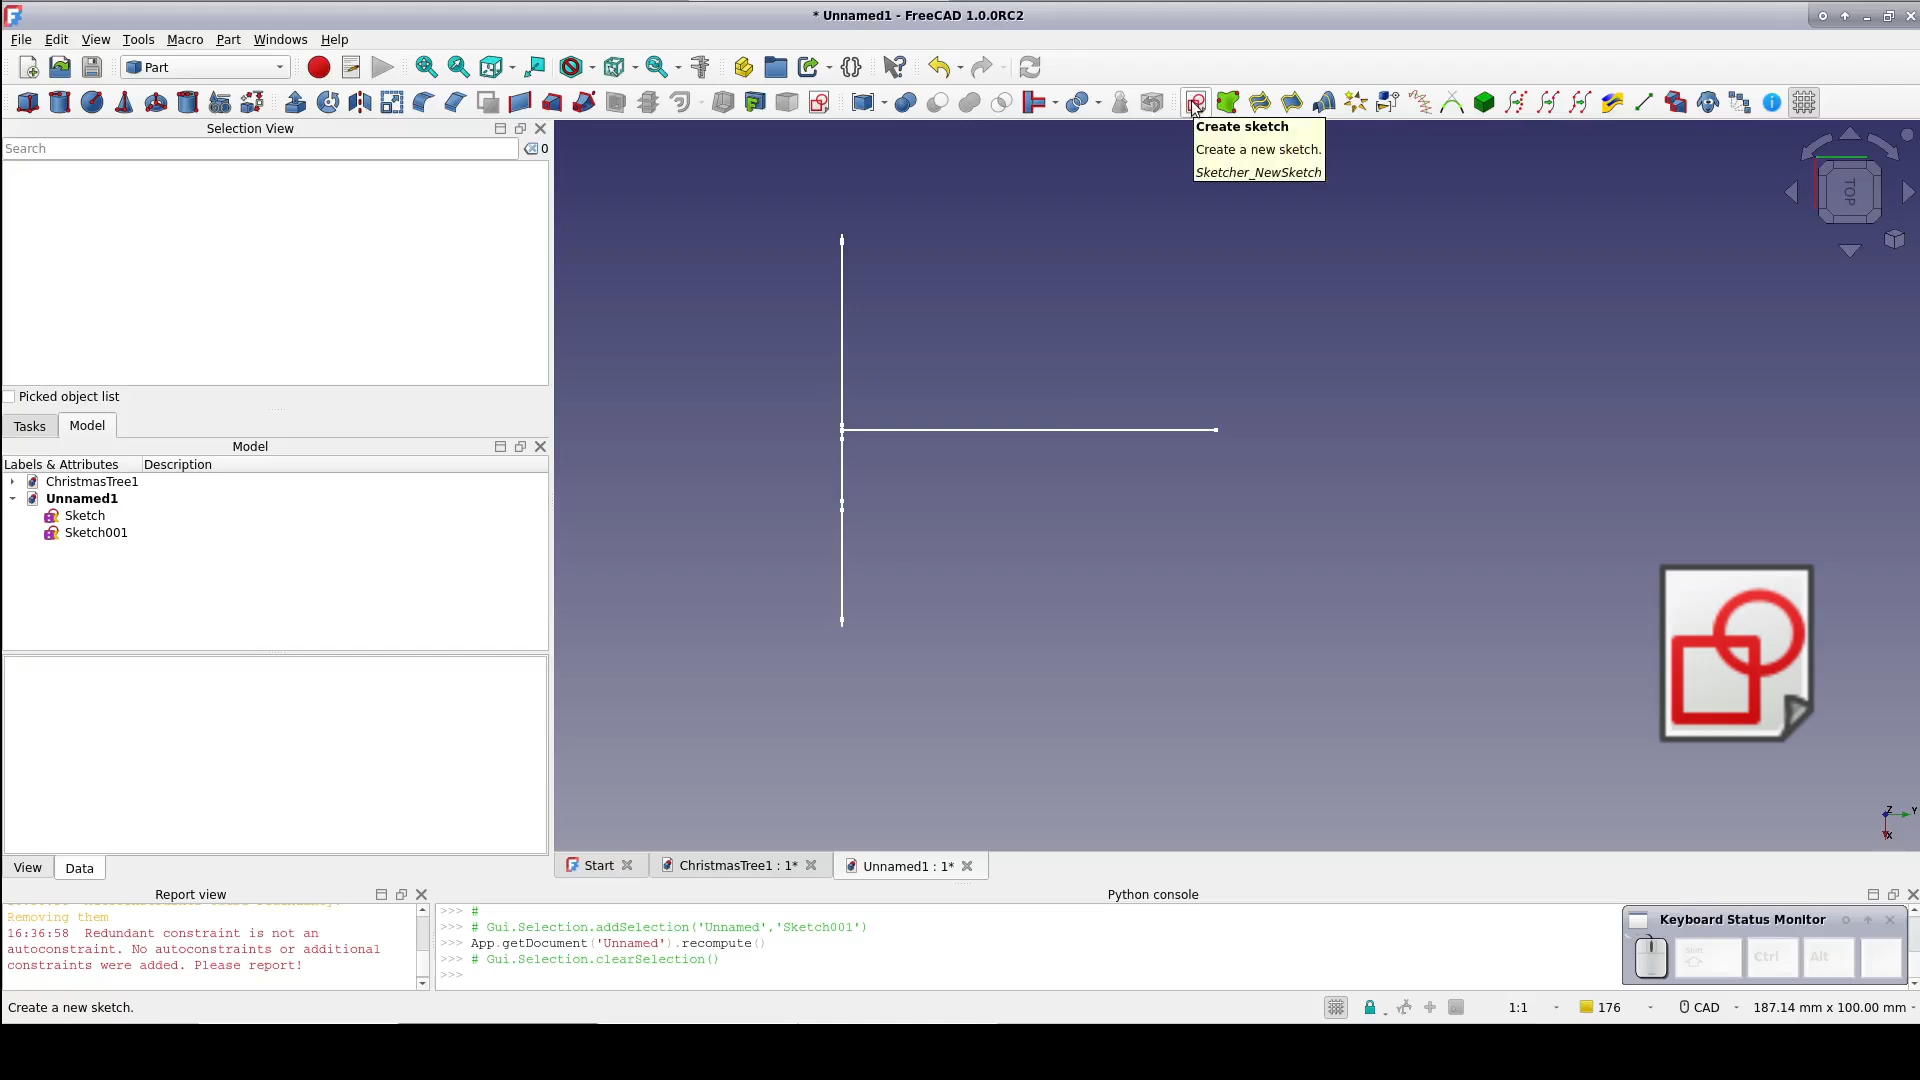 * Unnamed1 - FreeCAD 1.0.0RC2
File Edit View Tools Macro Part Windows Help
Part
Selection View
Create sketch
Create a new sketch.
Sketcher_NewSketch
Search
0
TOP
Picked object list
Tasks Model
Model
Labels & Attributes Description
ChristmasTree1
Unnamed1
Sketch
Sketch001
Z
Y
X
View Data
Start ChristmasTree1 : 1* Unnamed1 : 1*
Report view
Python console
Removing them
16:36:58 Redundant constraint is not an
autoconstraint. No autoconstraints or additional
constraints were added. Please report!
>>> #
>>> # Gui.Selection.addSelection('Unnamed','Sketch001')
>>> App.getDocument('Unnamed').recompute()
>>> # Gui.Selection.clearSelection()
>>>
Keyboard Status Monitor
Shift
Ctrl
Alt
Create a new sketch.
1:1
176
CAD
187.14 mm x 100.00 mm